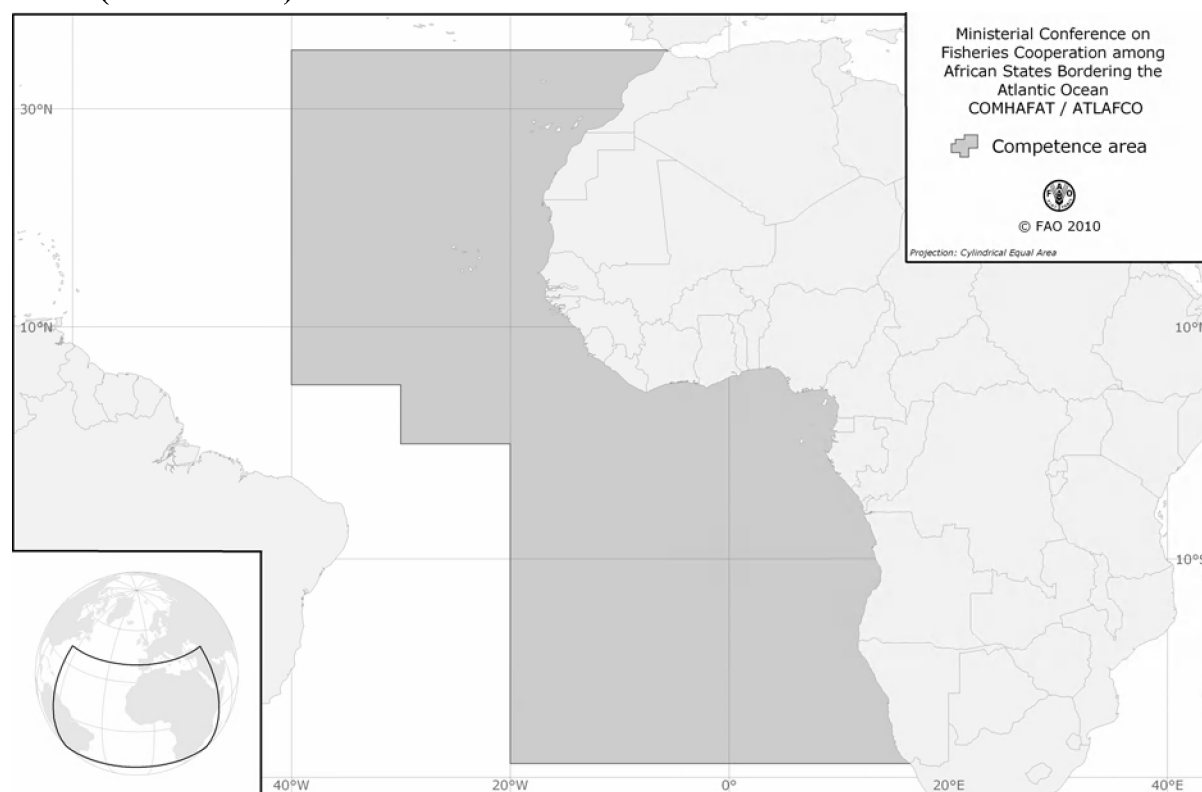 Ministerial Conference on
Fisheries Cooperation among
African States Bordering the
Atlantic Ocean
COMHAFAT / ATLAFCO
Competence area
FAO
© FAO 2010
Projection: Cylindrical Equal Area
30°N
10°N
10°N
10°S
40°W
20°W
0°
20°E
40°E